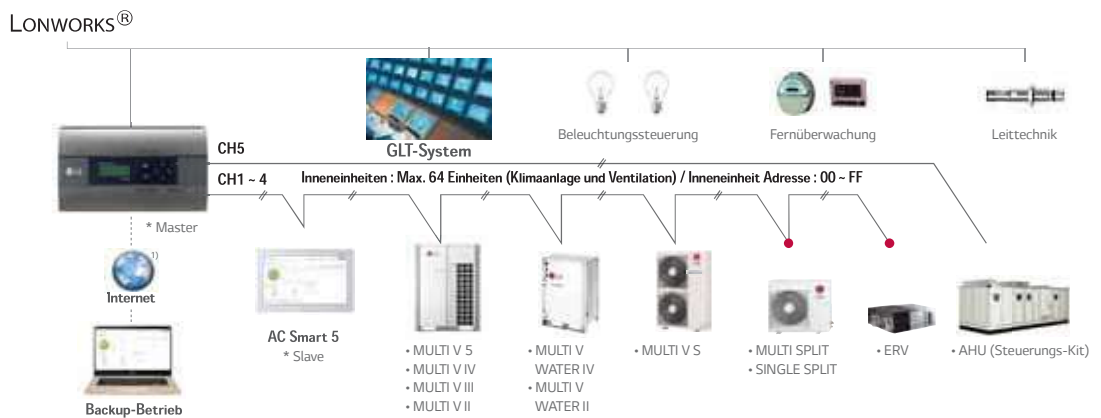 LONWORKS®
Beleuchtungssteuerung
Fernüberwachung
Leittechnik
GLT-System
CH5
CH1 ~ 4
Inneneinheiten : Max. 64 Einheiten (Klimaanlage und Ventilation) / Inneneinheit Adresse : 00 ~ FF
* Master
1)
Internet
Backup-Betrieb
AC Smart 5
* Slave
• MULTI V 5
• MULTI V IV
• MULTI V III
• MULTI V II
• MULTI V
WATER IV
• MULTI V
WATER II
• MULTI V S
• MULTI SPLIT
• SINGLE SPLIT
• ERV
• AHU (Steuerungs-Kit)